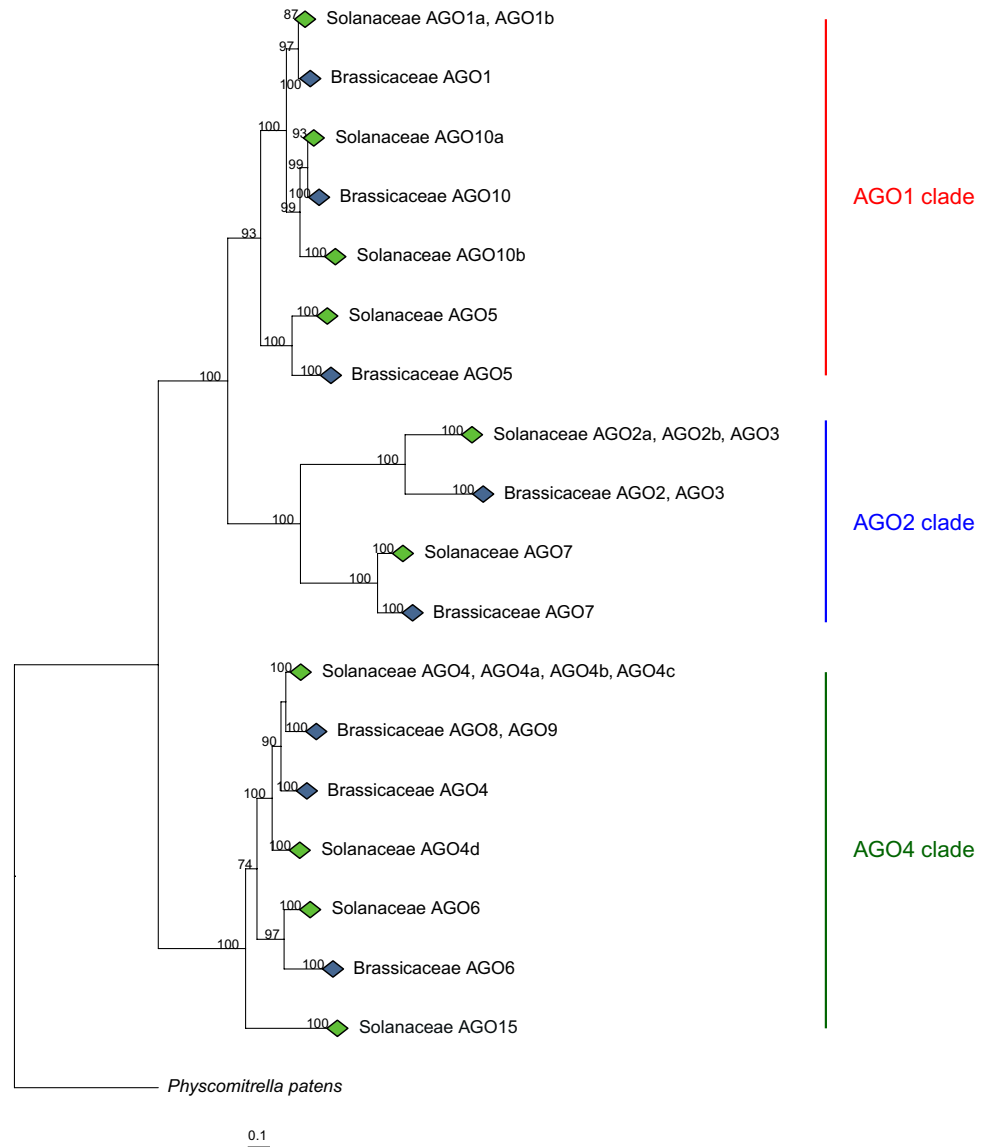 87
Solanaceae AGO1a, AGO1b
97
Brassicaceae AGO1
100
100
93
Solanaceae AGO10a
99
100
Brassicaceae AGO10
99
AGO1 clade
93
100
Solanaceae AGO10b
100
Solanaceae AGO5
100
100
Brassicaceae AGO5
100
100
Solanaceae AGO2a, AGO2b, AGO3
100
100
Brassicaceae AGO2, AGO3
100
AGO2 clade
100
Solanaceae AGO7
100
100
Brassicaceae AGO7
100
Solanaceae AGO4, AGO4a, AGO4b, AGO4c
100
Brassicaceae AGO8, AGO9
90
100
Brassicaceae AGO4
100
100
Solanaceae AGO4d
AGO4 clade
74
100
Solanaceae AGO6
97
100
100
Brassicaceae AGO6
100
Solanaceae AGO15
Physcomitrella patens
0.1